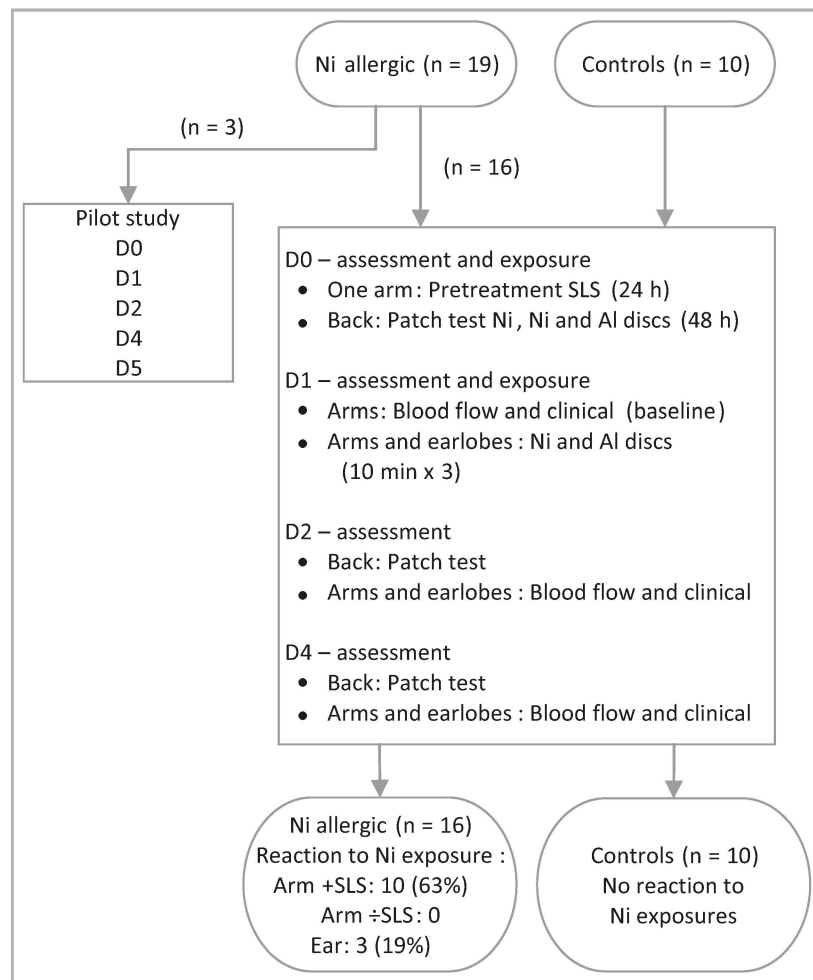 Ni allergic (n = 19)
Controls (n = 10)
(n = 3)
(n = 16)
Pilot study
D0
D1
D2
D4
D5
D0 – assessment and exposure
• One arm: Pretreatment SLS (24 h)
• Back: Patch test Ni, Ni and Al discs (48 h)
D1 – assessment and exposure
• Arms: Blood flow and clinical (baseline)
• Arms and earlobes : Ni and Al discs
(10 min x 3)
D2 – assessment
• Back: Patch test
• Arms and earlobes : Blood flow and clinical
D4 – assessment
• Back: Patch test
• Arms and earlobes : Blood flow and clinical
Ni allergic (n = 16)
Reaction to Ni exposure :
Arm +SLS: 10 (63%)
Arm ÷SLS: 0
Ear: 3 (19%)
Controls (n = 10)
No reaction to
Ni exposures